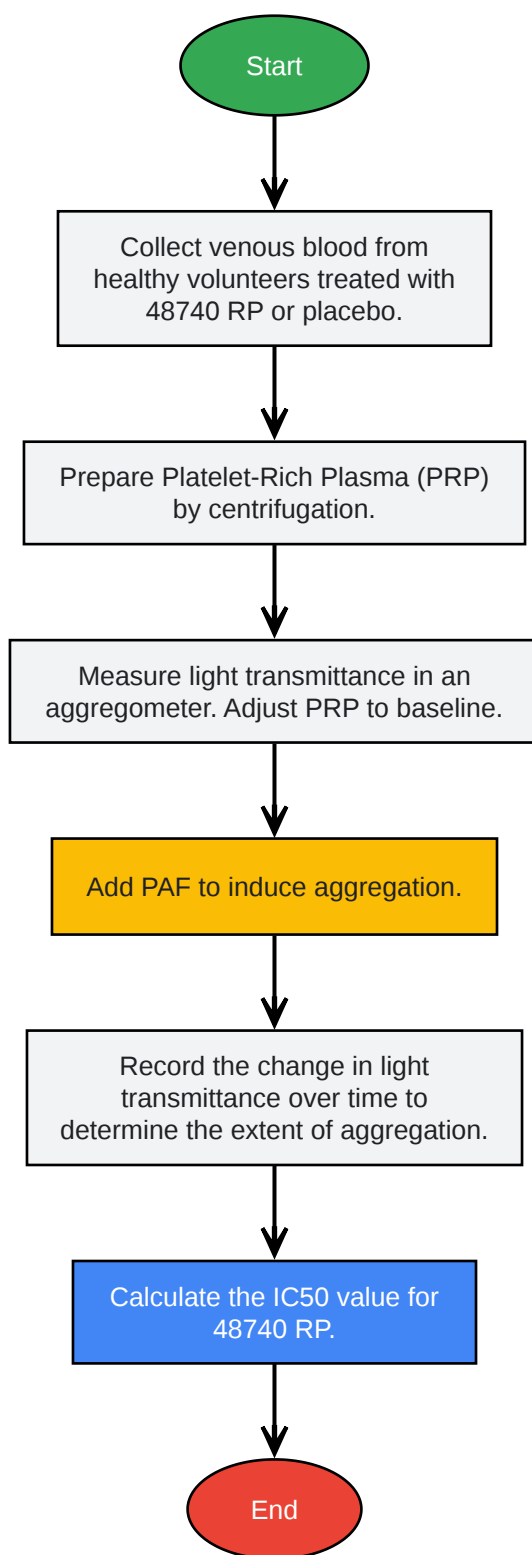 Start
Collect venous blood from
healthy volunteers treated with
48740 RP or placebo.
Prepare Platelet-Rich Plasma (PRP)
by centrifugation.
Measure light transmittance in an
aggregometer. Adjust PRP to baseline.
Add PAF to induce aggregation.
Record the change in light
transmittance over time to
determine the extent of aggregation.
Calculate the IC50 value for
48740 RP.
End